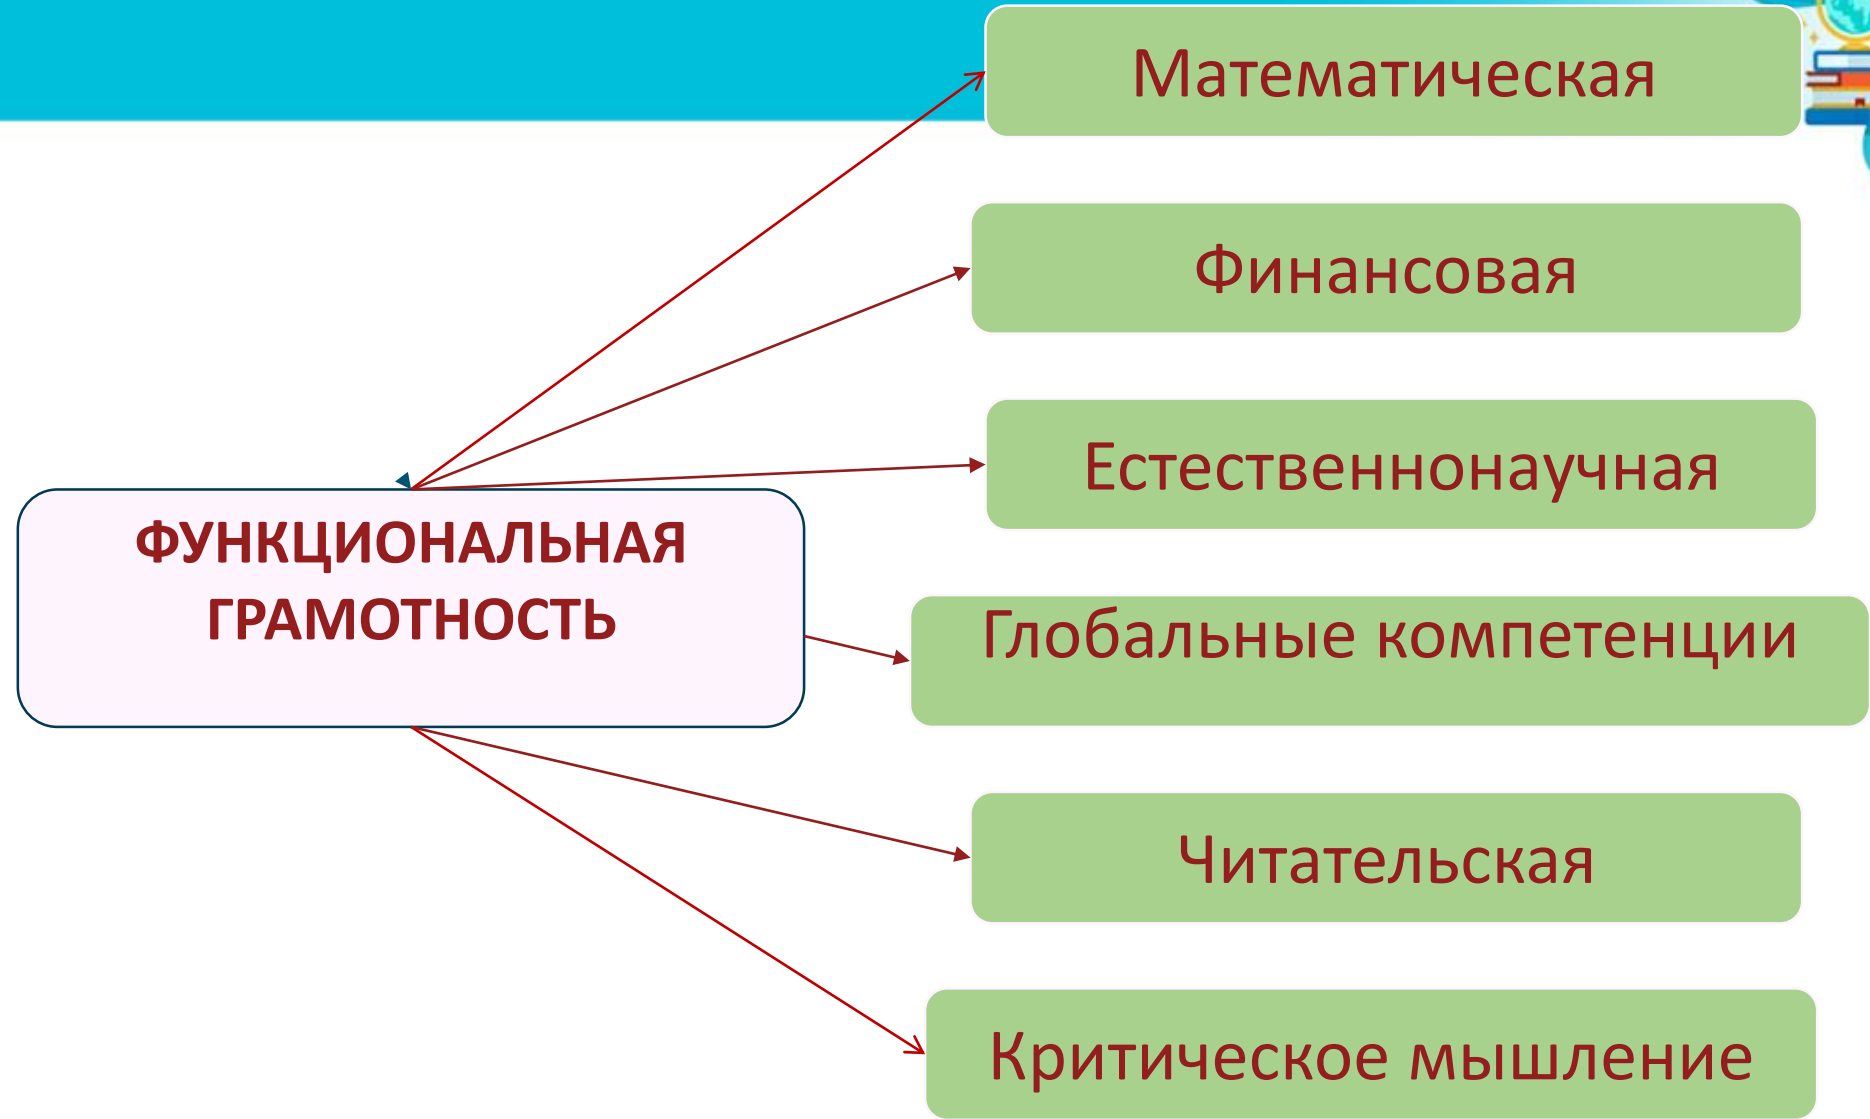 Математическая
Финансовая
Естественнонаучная
ФУНКЦИОНАЛЬНАЯ
ГРАМОТНОСТЬ
Глобальные компетенции
Читательская
Критическое мышление